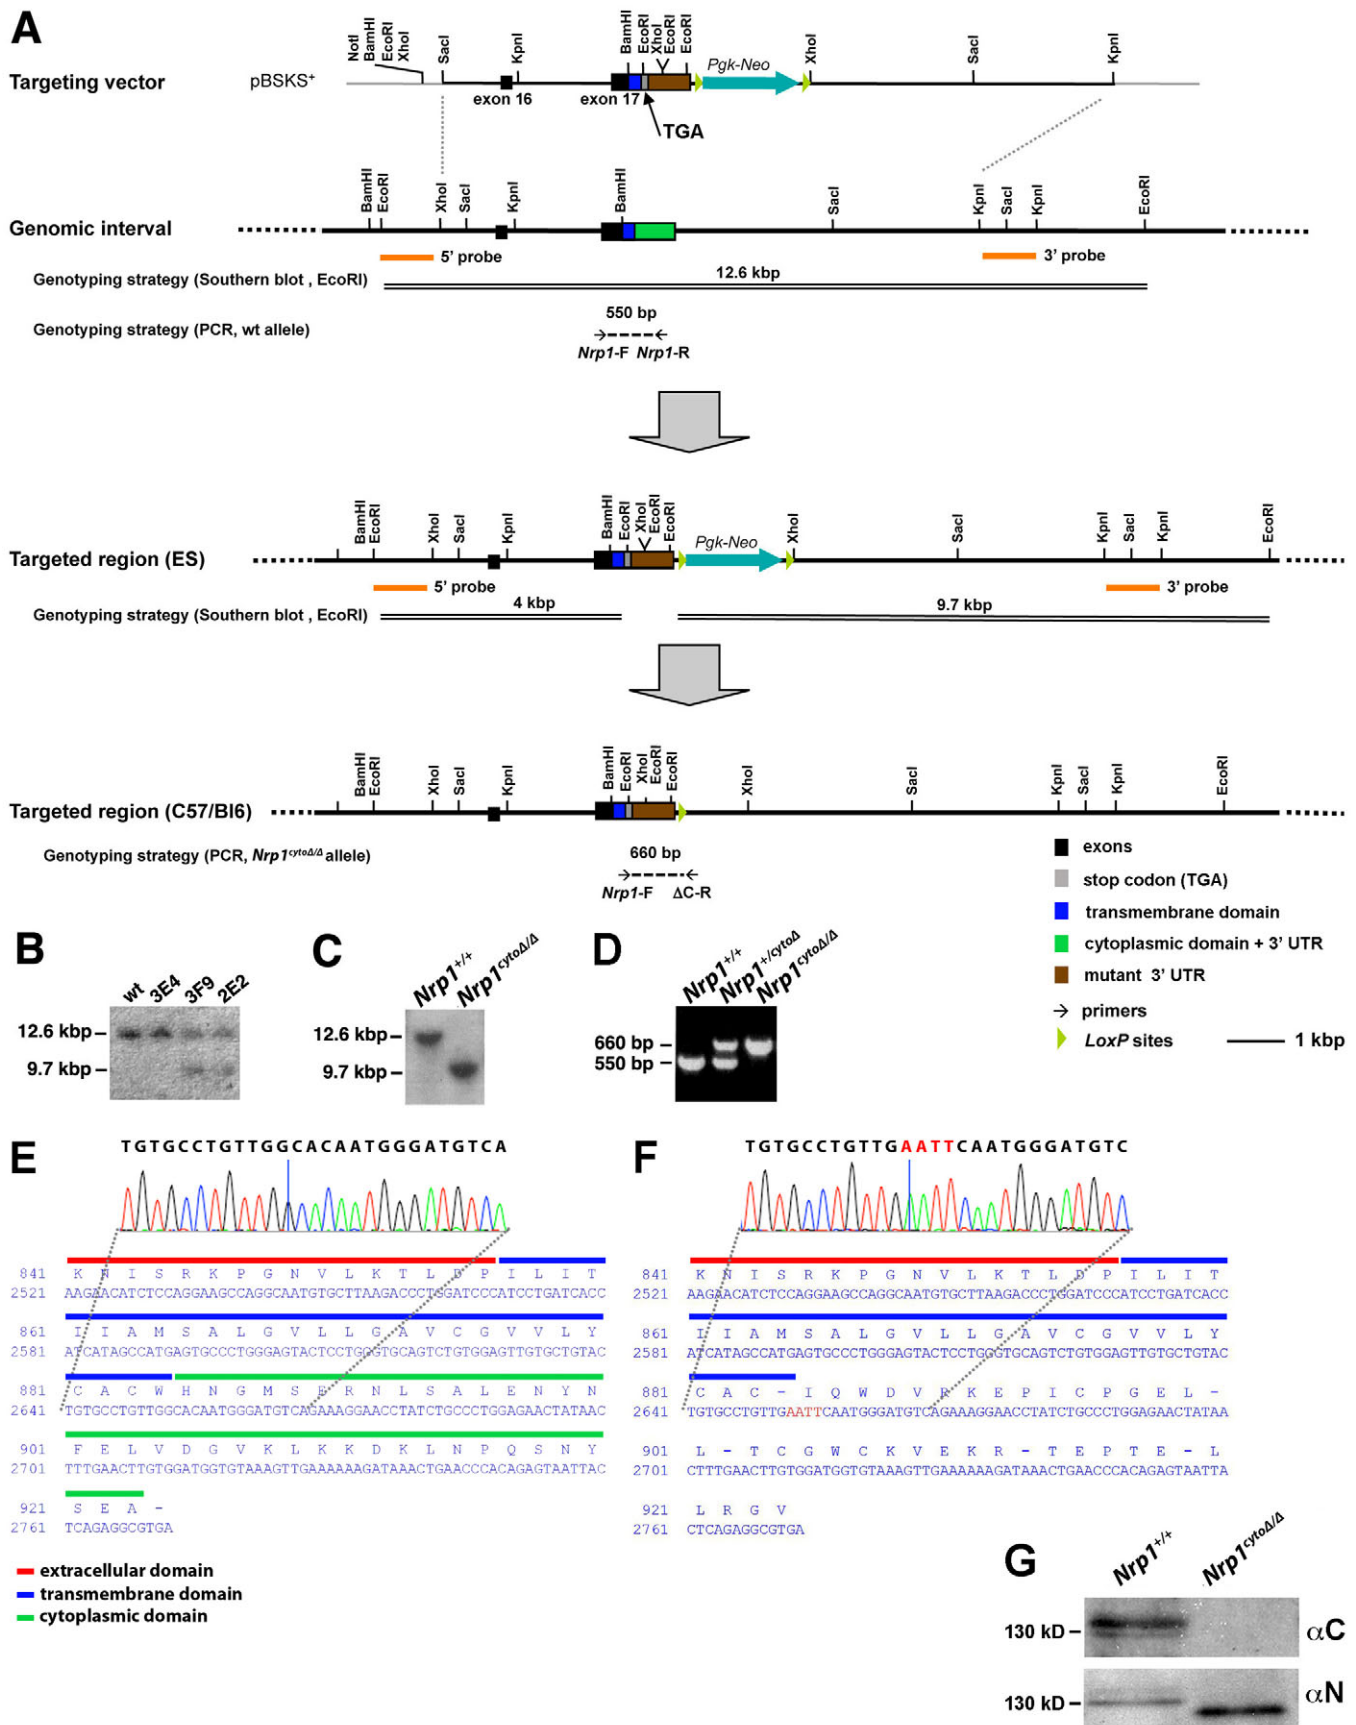 A
NotI
BamHI
EcoRI
XhoI
SacI
KpnI
BamHI
EcoRI
XhoI
EcoRI
EcoRI
Pgk-Neo
XhoI
SacI
KpnI
Targeting vector
pBSKS+
exon 16
exon 17
TGA
BamHI
EcoRI
XhoI
SacI
KpnI
BamHI
SacI
KpnI
SacI
KpnI
EcoRI
Genomic interval
5’ probe
3’ probe
Genotyping strategy (Southern blot , EcoRI)
12.6 kbp
550 bp
Genotyping strategy (PCR, wt allele)
Nrp1-F Nrp1-R
BamHI
EcoRI
XhoI
SacI
KpnI
BamHI
EcoRI
XhoI
EcoRI
EcoRI
Pgk-Neo
XhoI
SacI
KpnI
SacI
KpnI
EcoRI
Targeted region (ES)
5’ probe
3’ probe
4 kbp
9.7 kbp
Genotyping strategy (Southern blot , EcoRI)
BamHI
EcoRI
XhoI
SacI
KpnI
BamHI
EcoRI
XhoI
EcoRI
EcoRI
XhoI
SacI
KpnI
SacI
KpnI
EcoRI
Targeted region (C57/Bl6)
Genotyping strategy (PCR, Nrp1cytoΔ/Δ allele)
660 bp
Nrp1-F ΔC-R
exons
stop codon (TGA)
transmembrane domain
cytoplasmic domain + 3’ UTR
mutant 3’ UTR
primers
LoxP sites
1 kbp
B
wt 3E4 3F9 2E2
12.6 kbp
9.7 kbp
C
Nrp1+/+ Nrp1cytoΔ/Δ
12.6 kbp
9.7 kbp
D
Nrp1+/+ Nrp1+/cytoΔ Nrp1cytoΔ/Δ
660 bp
550 bp
E
TGTGCCTGTTGGCACAATGGGATGTCA
841 K N I S R K P G N V L K T L D P I L I T
2521 AAGAACATCTCCAGGAAGCCAGGCAATGTGCTTAAGACCCTGGATCCCATCCTGATCACC
861 I I A M S A L G V L L G A V C G V V L Y
2581 ATCATAGCCATGAGTGCCCTGGGAGTACTCCTGGGTGCAGTCTGTGGAGTTGTGCTGTAC
881 C A C W H N G M S E R N L S A L E N Y N
2641 TGTGCCTGTTGGCACAATGGGATGTCAGAAAGGAACCTATCTGCCCTGGAGAACTATAAC
901 F E L V D G V K L K K D K L N P Q S N Y
2701 TTTGAACTTGTGGATGGTGTAAAGTTGAAAAAAGATAAACTGAACCCACAGAGTAATTAC
921 S E A -
2761 TCAGAGGCGTGA
extracellular domain
transmembrane domain
cytoplasmic domain
F
TGTGCCTGTTGAATTCAATGGGATGTC
841 K N I S R K P G N V L K T L D P I L I T
2521 AAGAACATCTCCAGGAAGCCAGGCAATGTGCTTAAGACCCTGGATCCCATCCTGATCACC
861 I I A M S A L G V L L G A V C G V V L Y
2581 ATCATAGCCATGAGTGCCCTGGGAGTACTCCTGGGTGCAGTCTGTGGAGTTGTGCTGTAC
881 C A C - I Q W D V R K E P I C P G E L -
2641 TGTGCCTGTTGAATTCAATGGGATGTCAGAAAGGAACCTATCTGCCCTGGAGAACTATAA
901 L - T C G W C K V E K R - T E P T E - L
2701 CTTTGAACTTGTGGATGGTGTAAAGTTGAAAAAAGATAAACTGAACCCACAGAGTAATTA
921 L R G V
2761 CTCAGAGGCGTGA
G
Nrp1+/+ Nrp1cytoΔ/Δ
130 kD
αC
130 kD
αN